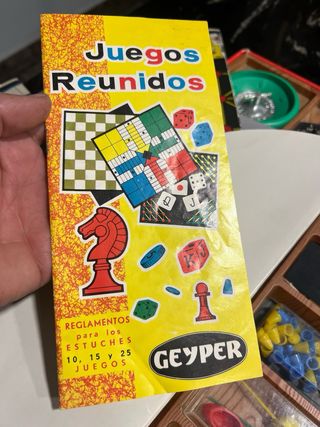 Juegos
Reunidos
REGLAMENTOS
para los
ESTUCHES
10, 15 y 25
JUEGOS
GEYPER